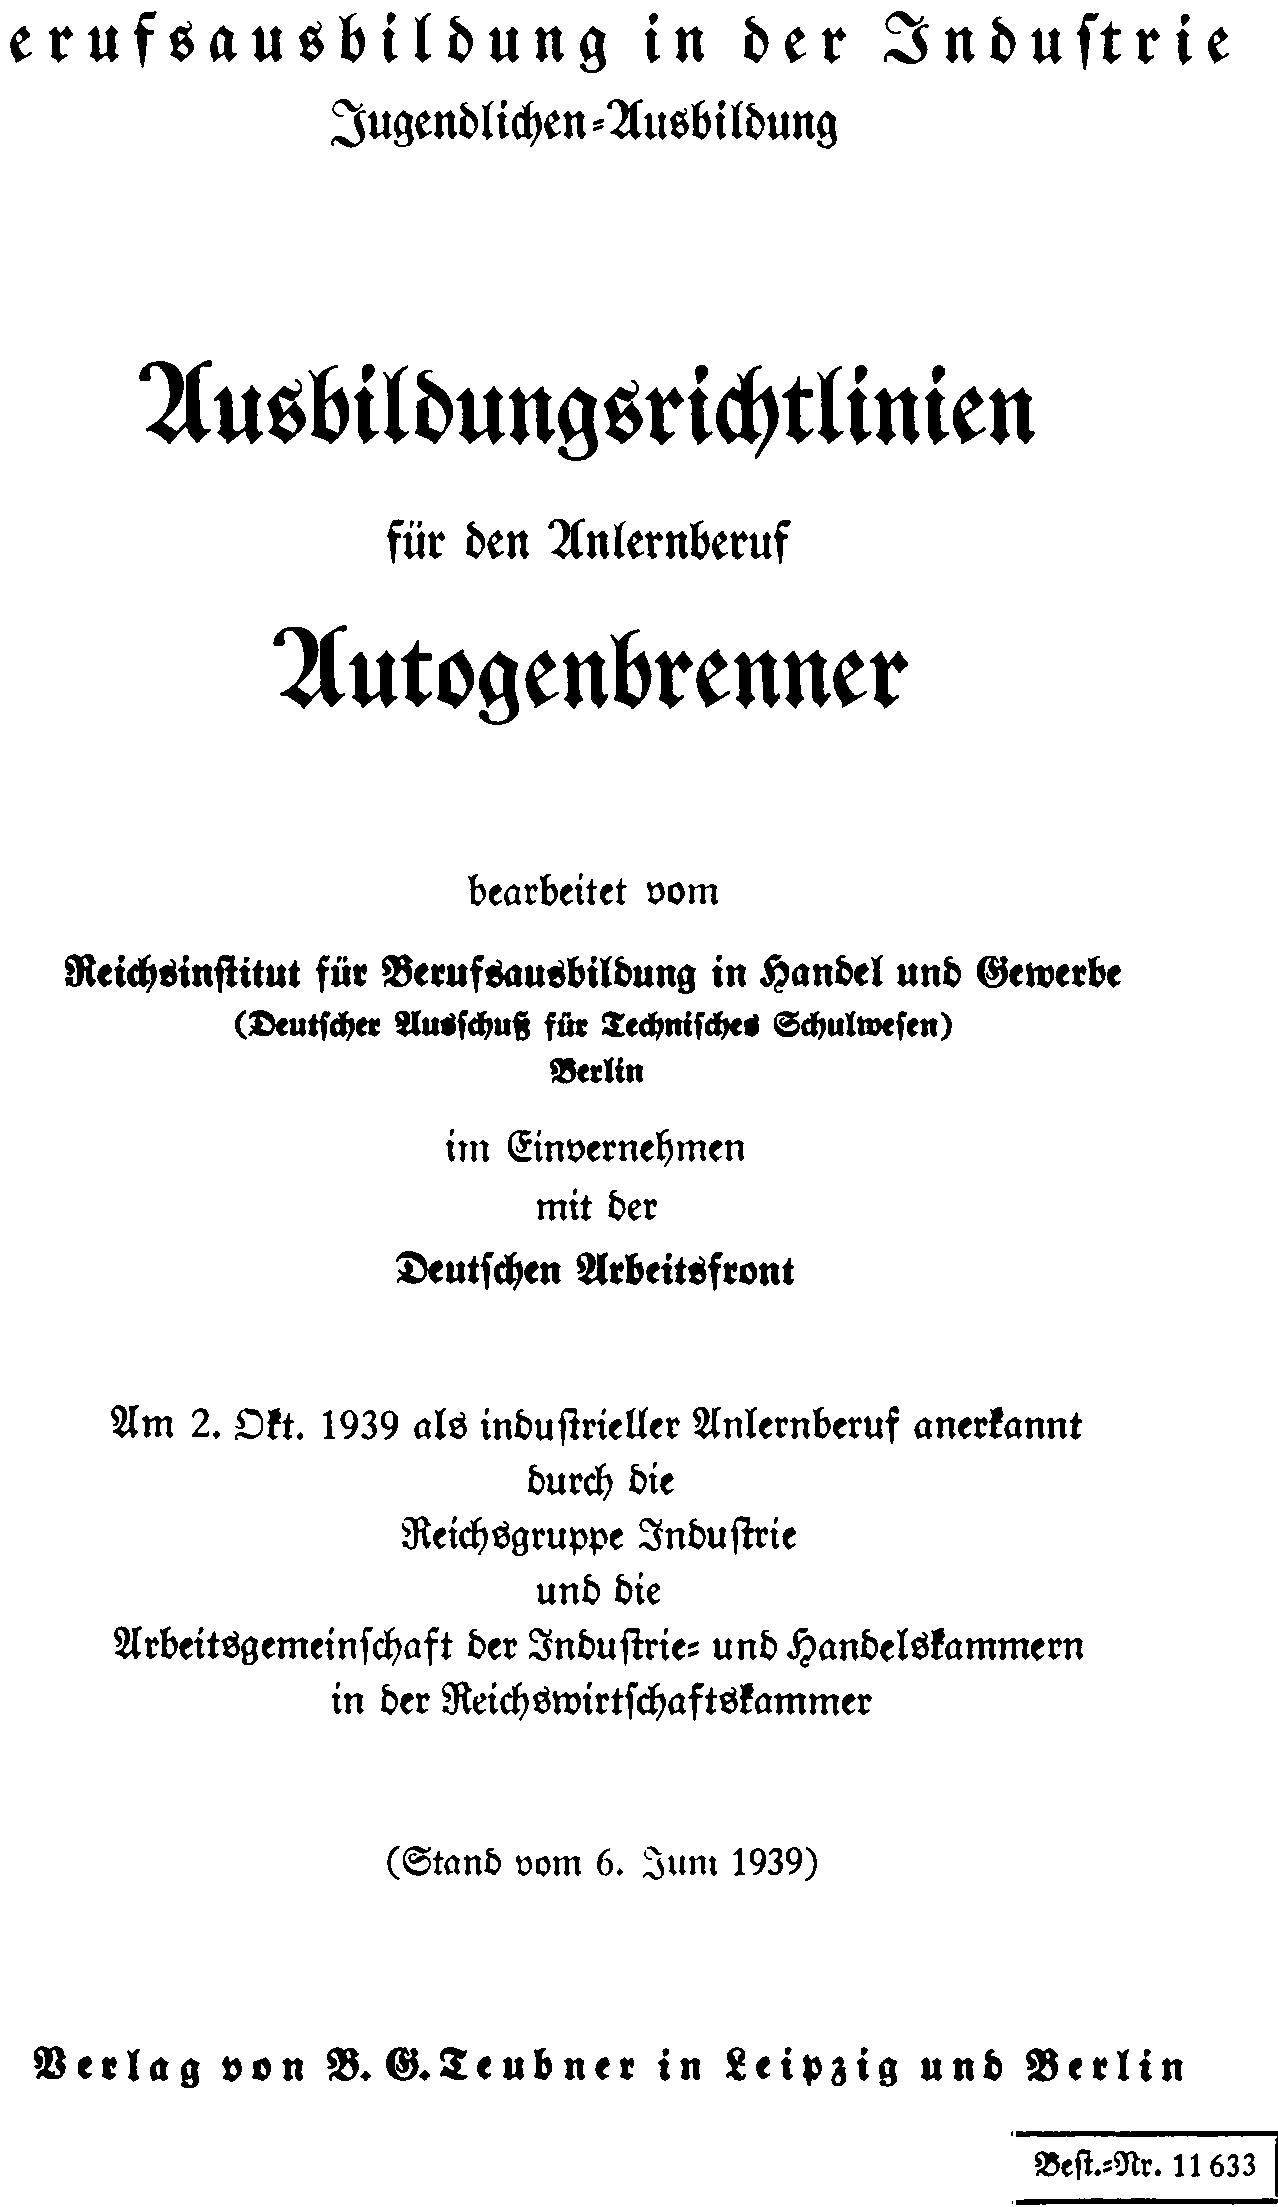 erufsausbildung in der Industrie
Jugendlichen-Ausbildung
Ausbildungsrichtlinien
für den Anlernberuf
Autogenbrenner
bearbeitet vom
Reichsinstitut für Berufsausbildung in Handel und Gewerbe
(Deutscher Ausschuß für Technisches Schulwesen)
Berlin
im Einvernehmen
mit der
Deutschen Arbeitsfront
Am 2. Okt. 1939 als industrieller Anlernberuf anerkannt
durch die
Reichsgruppe Industrie
und die
Arbeitsgemeinschaft der Industrie- und Handelskammern
in der Reichswirtschaftskammer
(Stand vom 6. Juni 1939)
Verlag von B. G. Teubner in Leipzig und Berlin
Best.-Nr. 11633